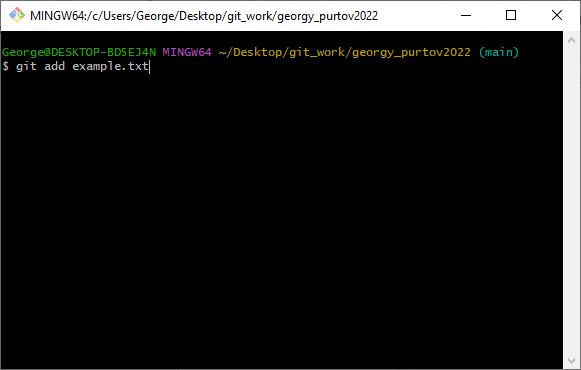 MINGW64:/c/Users/George/Desktop/git_work/georgy_purtov2022
George@DESKTOP-BD5EJ4N MINGW64 ~/Desktop/git_work/georgy_purtov2022 (main)
$ git add example.txt